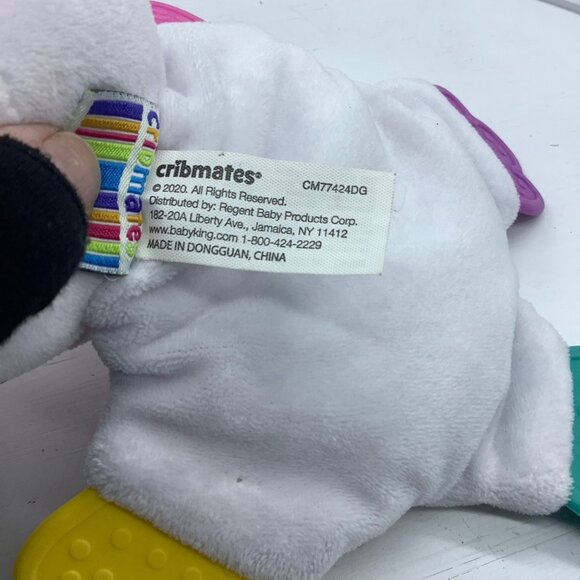 cribmates®
CM77424DG
© 2020. All Rights Reserved.
Distributed by: Regent Baby Products Corp.
182-20A Liberty Ave., Jamaica, NY 11412
www.babyking.com 1-800-424-2229
MADE IN DONGGUAN, CHINA